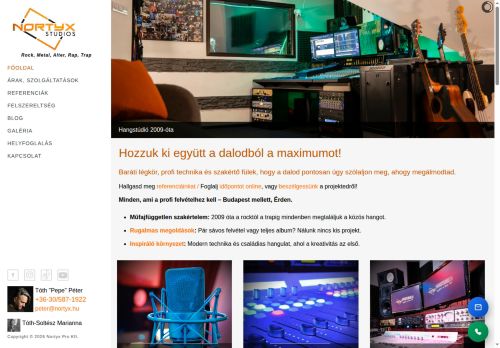 NORTYX
STUDIOS
Rock, Metal, Alter, Rap, Trap
FŐOLDAL
ÁRAK, SZOLGÁLTATÁSOK
REFERENCIÁK
FELSZERELTSÉG
BLOG
GALÉRIA
HELYFOGLALÁS
KAPCSOLAT
Tóth "Pepe" Péter
+36-30/587-1922
peter@nortyx.hu
Tóth-Soltész Marianna
Copyright © 2025 Nortyx Pro Kft.
Hangstúdió 2009-óta
Hozzuk ki együtt a dalodból a maximumot!
Baráti légkör, profi technika és szakértő fülek, hogy a dalod pontosan úgy szólaljon meg, ahogy megálmodtad.
Hallgasd meg referenciáinkat / Foglalj időpontot online, vagy beszélgessünk a projektedről!
Minden, ami a profi felvételhez kell – Budapest mellett, Érden.
Műfajfüggetlen szakértelem: 2009 óta a rocktól a trapig mindenben megtaláljuk a közös hangot.
Rugalmas megoldások: Pár sávos felvétel vagy teljes album? Nálunk nincs kis projekt.
Inspiráló környezet: Modern technika és családias hangulat, ahol a kreativitás az első.